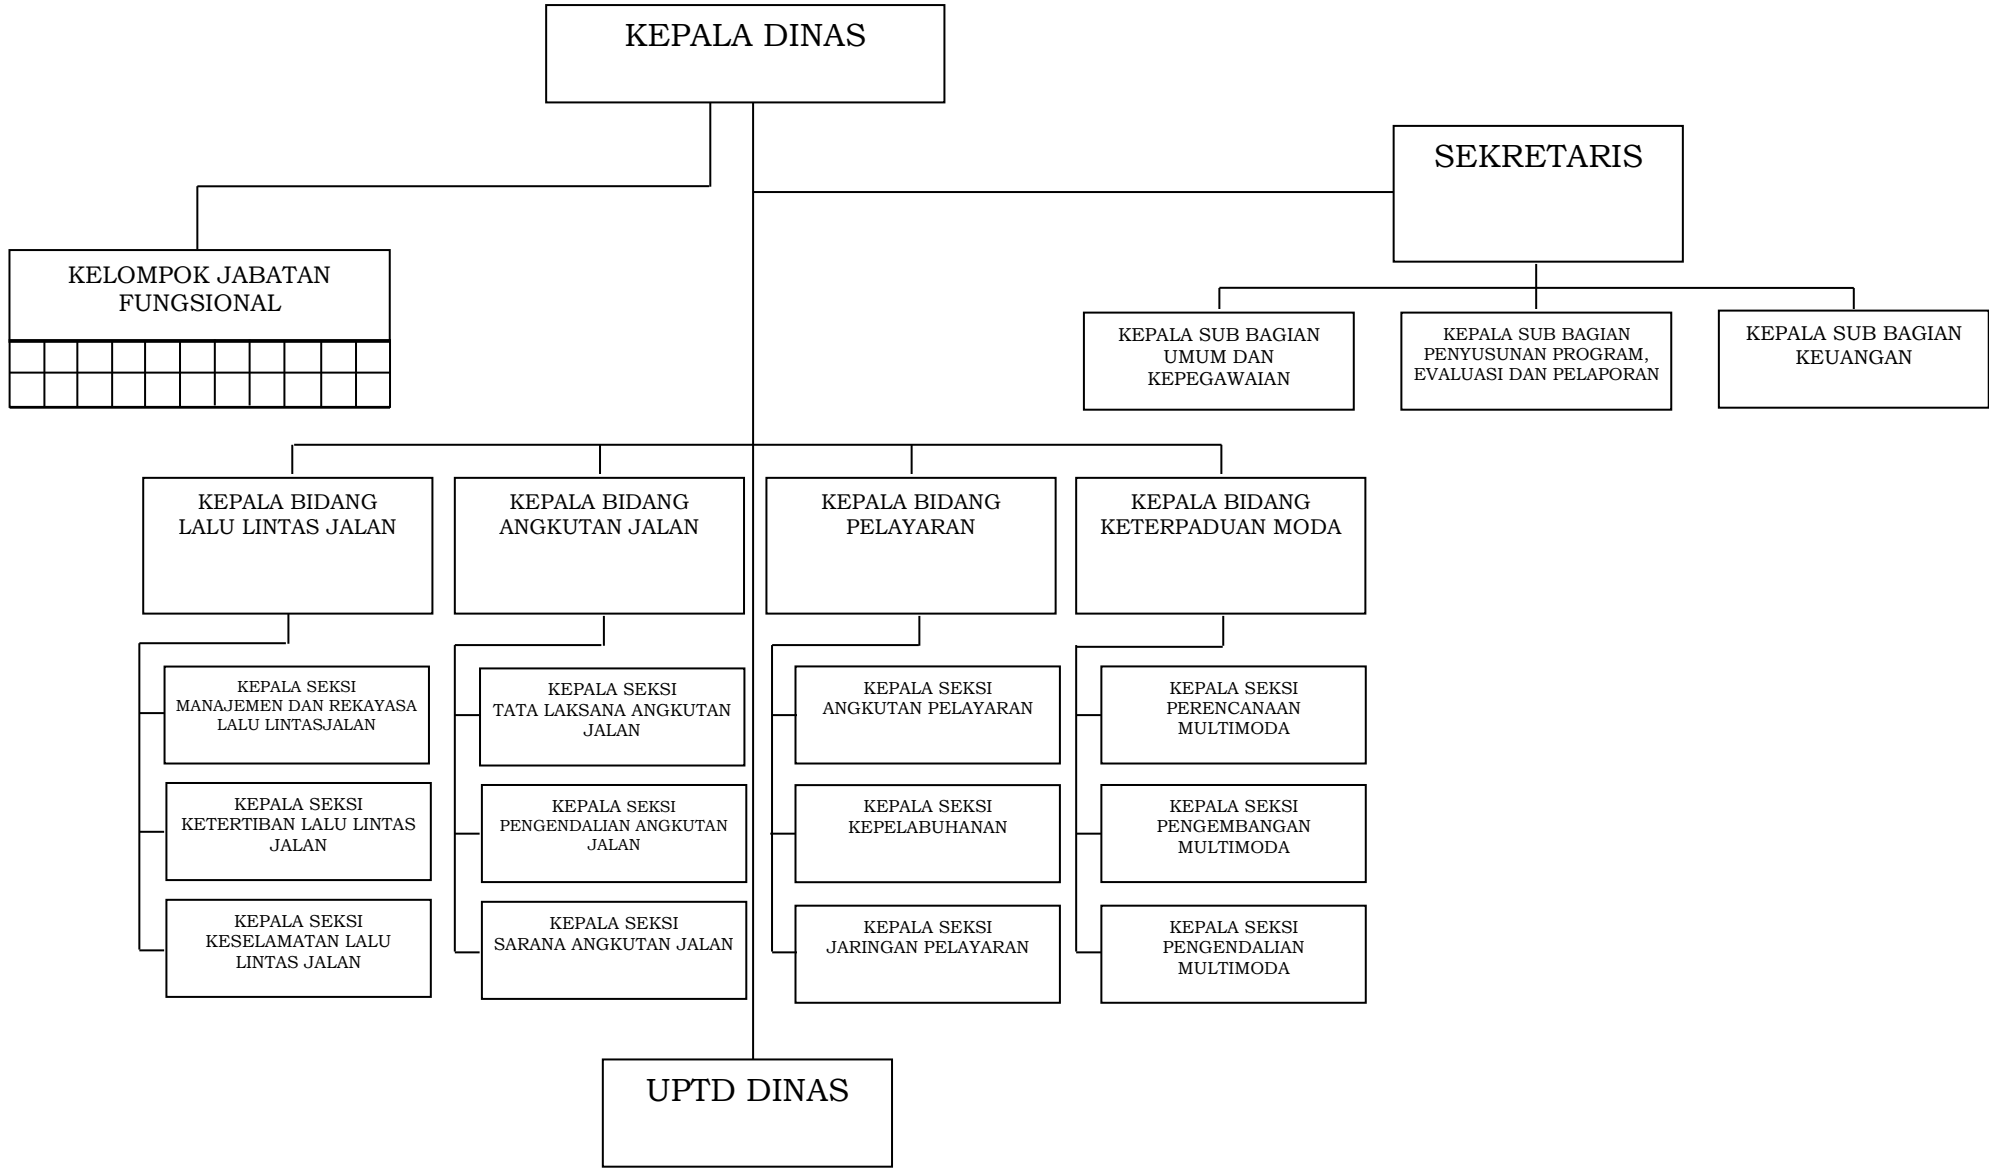 KEPALA DINAS
SEKRETARIS
KELOMPOK JABATAN
FUNGSIONAL
KEPALA SUB BAGIAN
UMUM DAN
KEPEGAWAIAN
KEPALA SUB BAGIAN
PENYUSUNAN PROGRAM,
EVALUASI DAN PELAPORAN
KEPALA SUB BAGIAN
KEUANGAN
KEPALA BIDANG
LALU LINTAS JALAN
KEPALA BIDANG
ANGKUTAN JALAN
KEPALA BIDANG
PELAYARAN
KEPALA BIDANG
KETERPADUAN MODA
KEPALA SEKSI
MANAJEMEN DAN REKAYASA
LALU LINTASJALAN
KEPALA SEKSI
TATA LAKSANA ANGKUTAN
JALAN
KEPALA SEKSI
ANGKUTAN PELAYARAN
KEPALA SEKSI
PERENCANAAN
MULTIMODA
KEPALA SEKSI
KETERTIBAN LALU LINTAS
JALAN
KEPALA SEKSI
PENGENDALIAN ANGKUTAN
JALAN
KEPALA SEKSI
KEPELABUHANAN
KEPALA SEKSI
PENGEMBANGAN
MULTIMODA
KEPALA SEKSI
KESELAMATAN LALU
LINTAS JALAN
KEPALA SEKSI
SARANA ANGKUTAN JALAN
KEPALA SEKSI
JARINGAN PELAYARAN
KEPALA SEKSI
PENGENDALIAN
MULTIMODA
UPTD DINAS